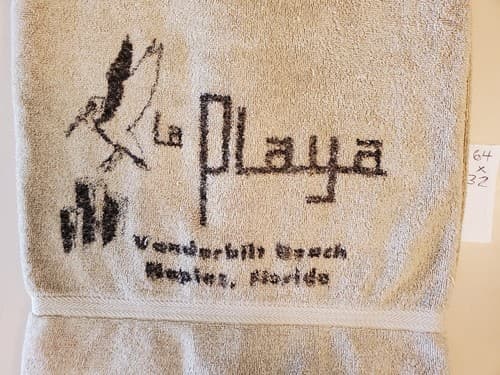 la Playa
Vanderbilt Beach
Naples, Florida
64
x
32